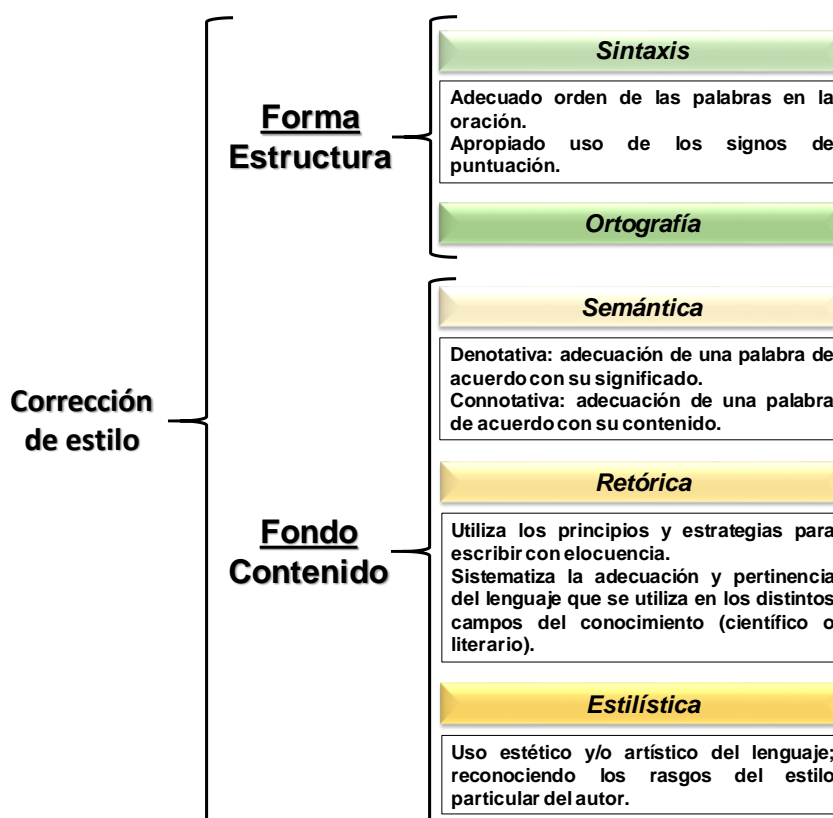 Corrección
de estilo
Forma
Estructura
Sintaxis
Adecuado orden de las palabras en la
oración.
Apropiado uso de los signos de
puntuación.
Ortografía
Fondo
Contenido
Semántica
Denotativa: adecuación de una palabra de
acuerdo con su significado.
Connotativa: adecuación de una palabra
de acuerdo con su contenido.
Retórica
Utiliza los principios y estrategias para
escribir con elocuencia.
Sistematiza la adecuación y pertinencia
del lenguaje que se utiliza en los distintos
campos del conocimiento (científico o
literario).
Estilística
Uso estético y/o artístico del lenguaje;
reconociendo los rasgos del estilo
particular del autor.